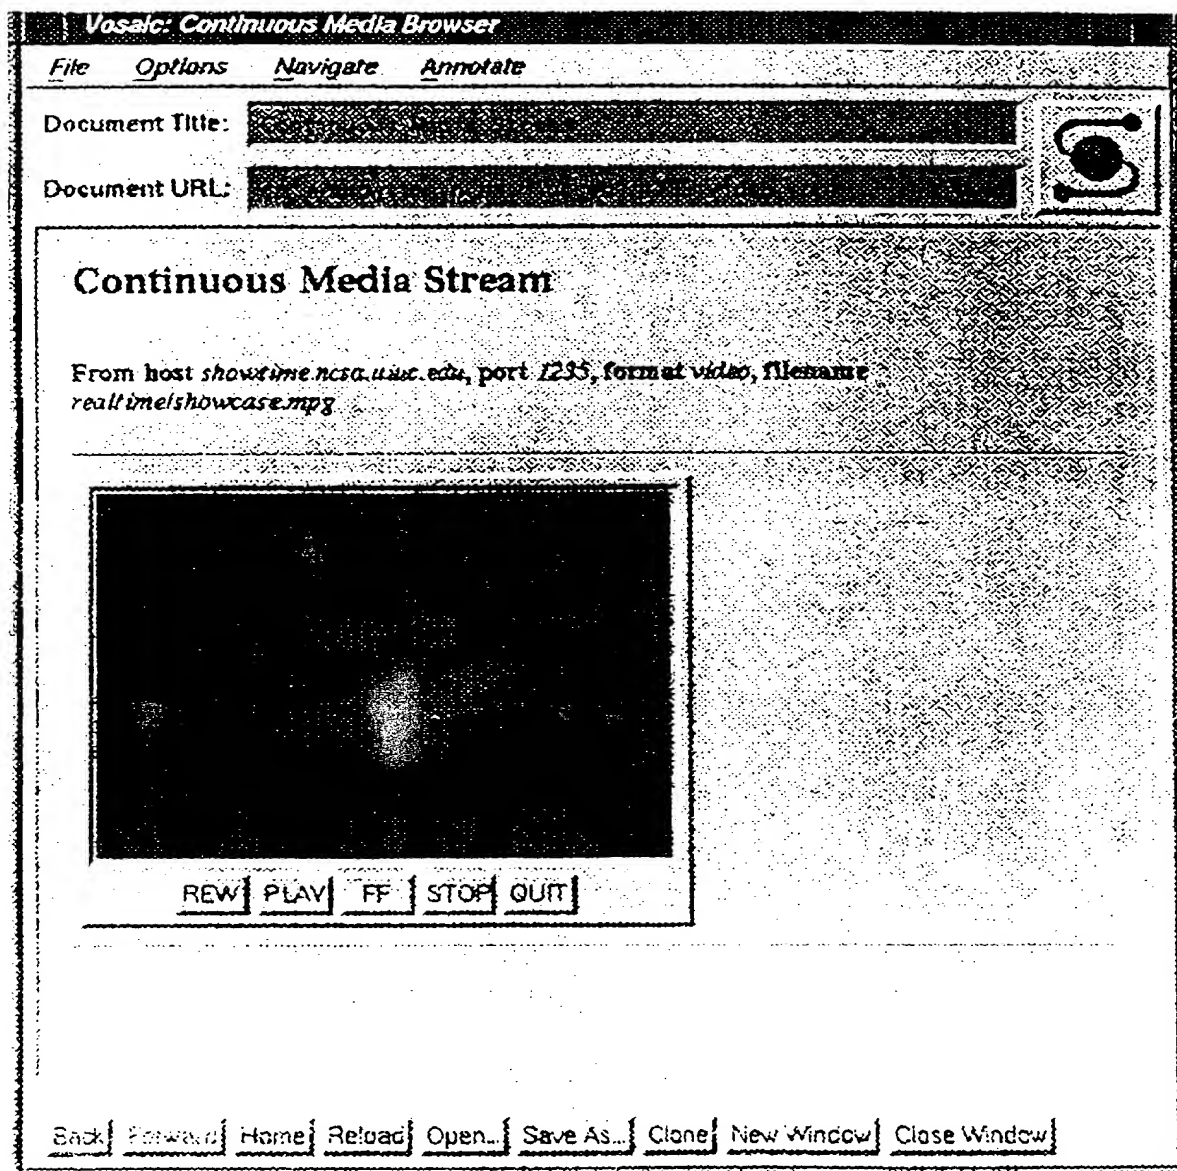 Vosaic: Continuous Media Browser
File Options Navigate Annotate
Document Title:
Document URL:
Continuous Media Stream
From host showtime.ncsa.uiuc.edu, port 1235, format video, filename
realtime/showcase.mpg
REW PLAY FF STOP QUIT
Back Forward Home Reload Open... Save As... Clone New Window Close Window